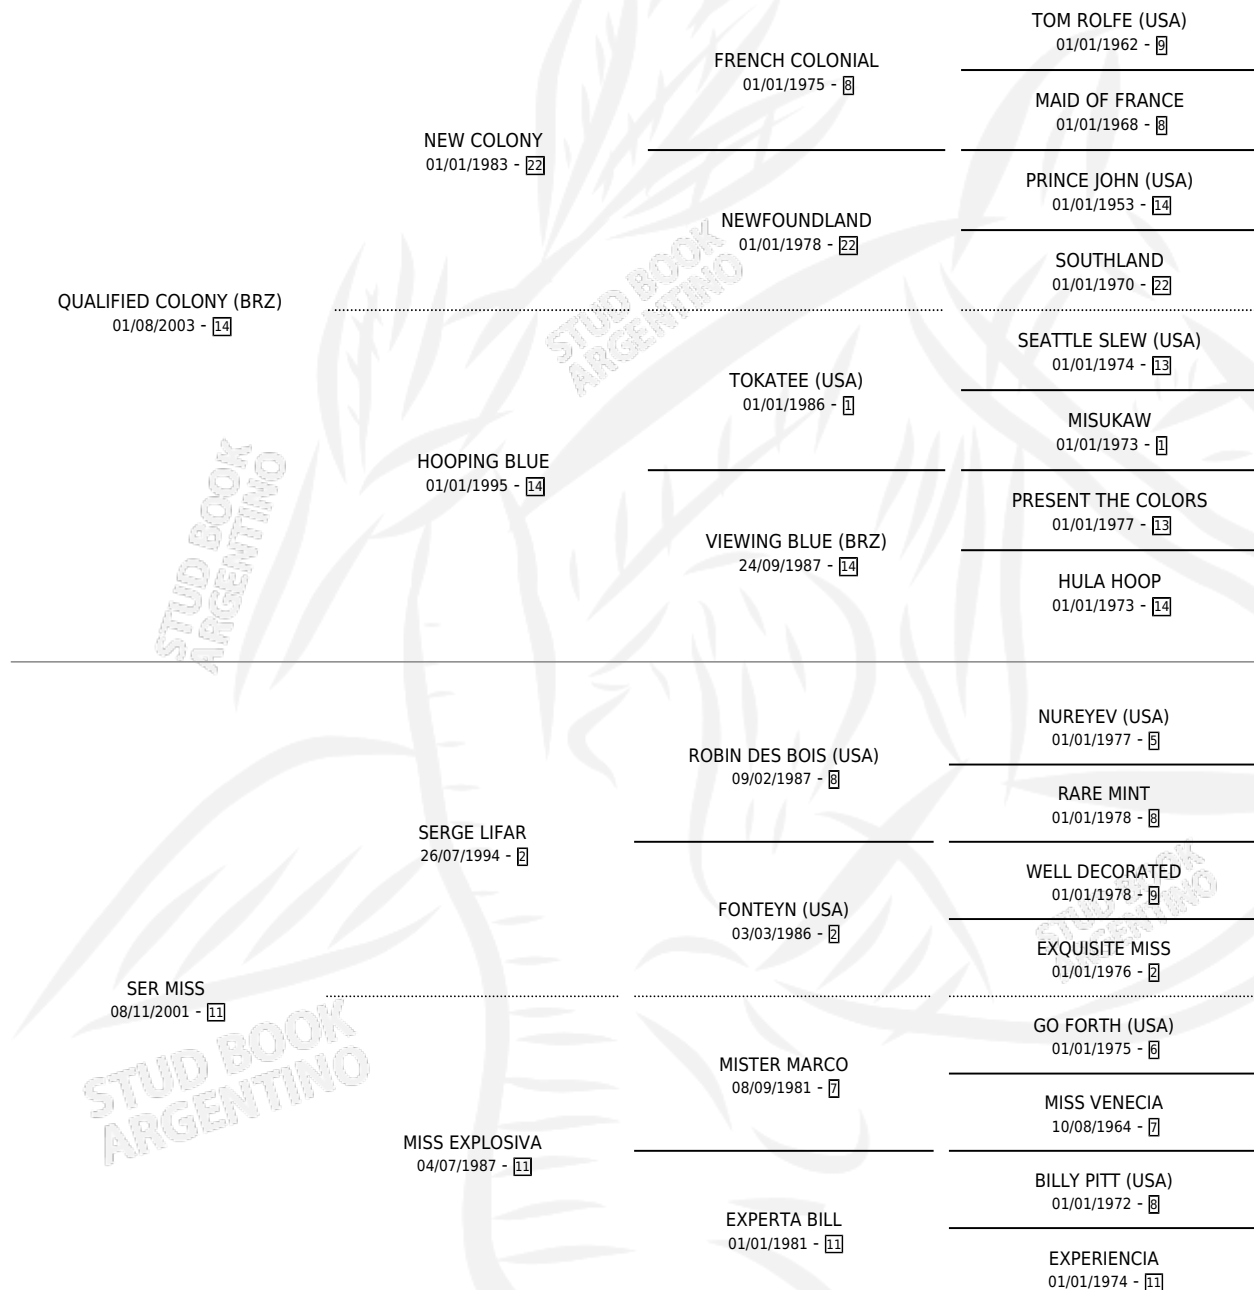 TOM ROLFE (USA)
01/01/1962 - 9
FRENCH COLONIAL
01/01/1975 - 8
MAID OF FRANCE
01/01/1968 - 8
NEW COLONY
01/01/1983 - 22
PRINCE JOHN (USA)
01/01/1953 - 14
NEWFOUNDLAND
01/01/1978 - 22
SOUTHLAND
01/01/1970 - 22
QUALIFIED COLONY (BRZ)
01/08/2003 - 14
STUD BOOK
ARGENTINO
SEATTLE SLEW (USA)
01/01/1974 - 13
TOKATEE (USA)
01/01/1986 - 1
MISUKAW
01/01/1973 - 1
HOOPING BLUE
01/01/1995 - 14
PRESENT THE COLORS
01/01/1977 - 13
VIEWING BLUE (BRZ)
24/09/1987 - 14
HULA HOOP
01/01/1973 - 14
STUD BOOK
ARGENTINO
NUREYEV (USA)
01/01/1977 - 5
ROBIN DES BOIS (USA)
09/02/1987 - 8
RARE MINT
01/01/1978 - 8
SERGE LIFAR
26/07/1994 - 2
WELL DECORATED
01/01/1978 - 9
FONTEYN (USA)
03/03/1986 - 2
STUD BOOK
ARGENTINO
EXQUISITE MISS
01/01/1976 - 2
SER MISS
08/11/2001 - 11
GO FORTH (USA)
01/01/1975 - 6
STUD BOOK
ARGENTINO
MISTER MARCO
08/09/1981 - 7
MISS VENECIA
10/08/1964 - 7
MISS EXPLOSIVA
04/07/1987 - 11
BILLY PITT (USA)
01/01/1972 - 8
EXPERTA BILL
01/01/1981 - 11
EXPERIENCIA
01/01/1974 - 11